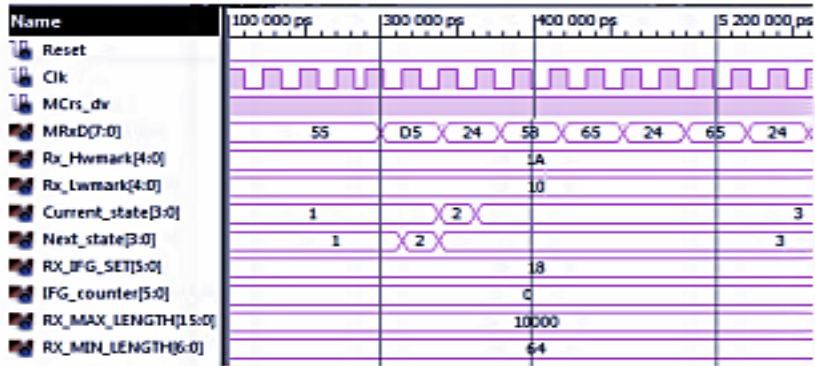 Name 100 000 ps 300 000 ps 400 000 ps 5 200 000 ps
Reset
Clk
MCrs_dv
MRxD[7:0] 55 D5 24 5B 65 24 65 24
Rx_Hwmark[4:0] 1A
Rx_Lwmark[4:0] 10
Current_state[3:0] 1 2 3
Next_state[3:0] 1 2 3
RX_IFG_SET[5:0] 18
IFG_counter[5:0]
RX_MAX_LENGTH[15:0] 10000
RX_MIN_LENGTH[6:0] 64